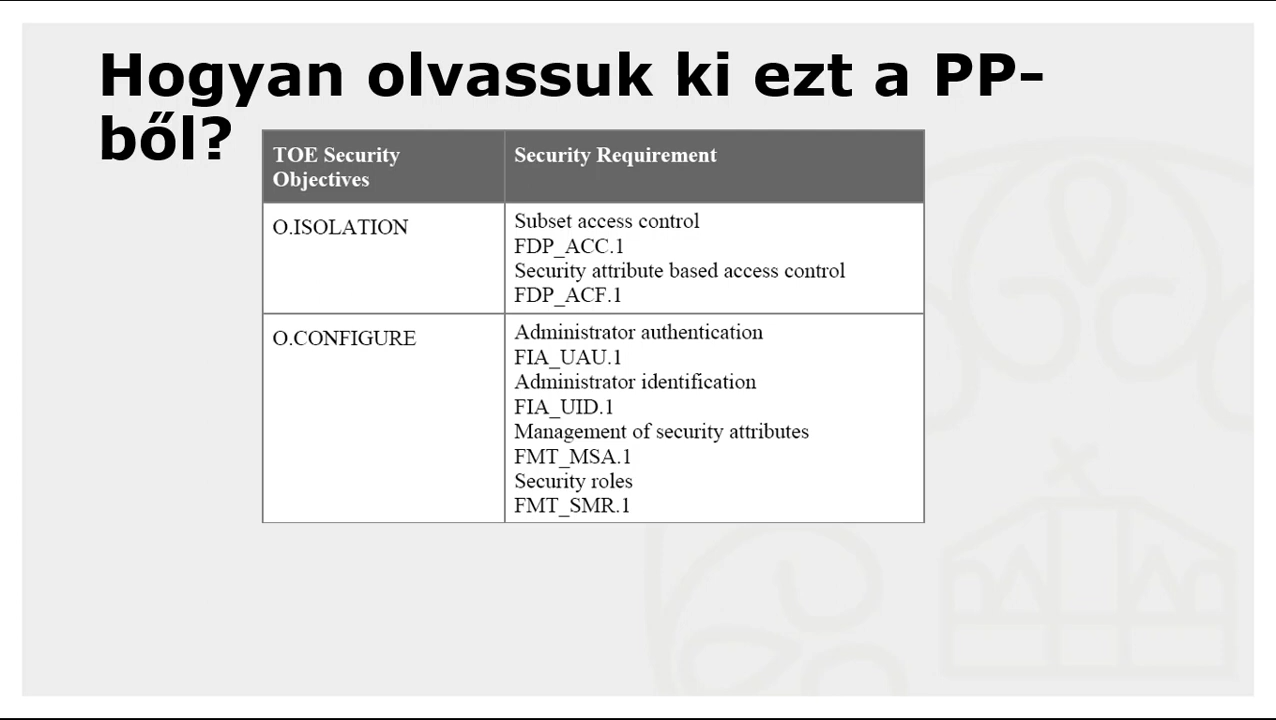 Hogyan olvassuk ki ezt a PP-
ből?
TOE Security
Objectives
Security Requirement
O.ISOLATION
Subset access control
FDP_ACC.1
Security attribute based access control
FDP_ACF.1
O.CONFIGURE
Administrator authentication
FIA_UAU.1
Administrator identification
FIA_UID.1
Management of security attributes
FMT_MSA.1
Security roles
FMT_SMR.1